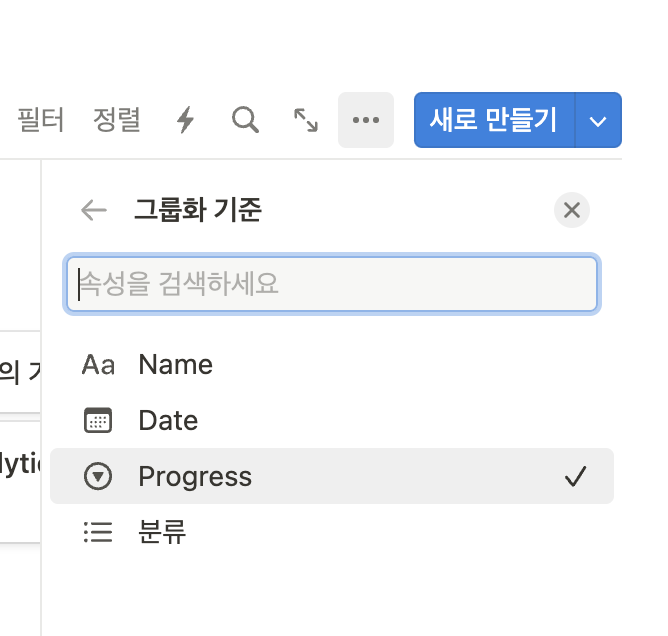 필터 정렬 새로 만들기
그룹화 기준
속성을 검색하세요
의
Aa Name
Date
lytic
Progress
분류